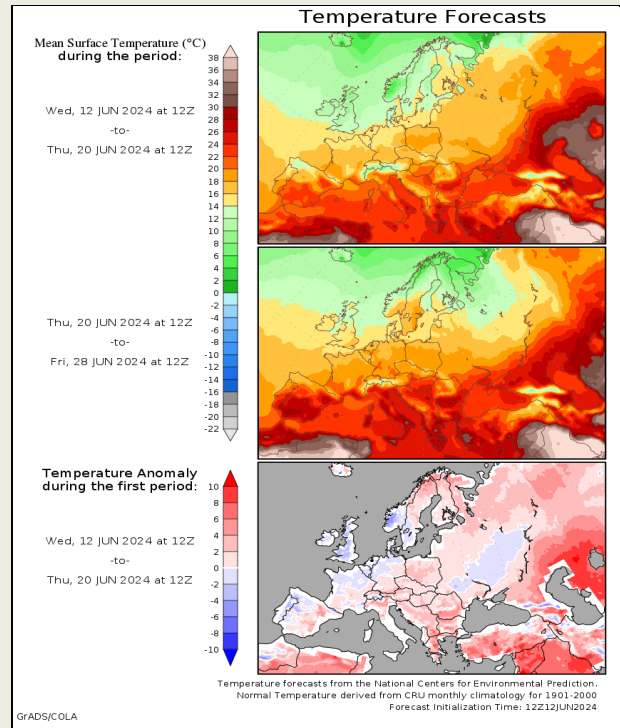 Temperature Forecasts
Mean Surface Temperature (°C)
during the period:
Wed, 12 JUN 2024 at 12Z
-to-
Thu, 20 JUN 2024 at 12Z
38
36
34
32
30
28
26
24
22
20
18
16
14
12
10
8
6
4
2
0
-2
-4
-6
-8
-10
-12
-14
-16
-18
-20
-22
Thu, 20 JUN 2024 at 12Z
-to-
Fri, 28 JUN 2024 at 12Z
Temperature Anomaly
during the first period:
Wed, 12 JUN 2024 at 12Z
-to-
Thu, 20 JUN 2024 at 12Z
10
8
6
4
2
0
-2
-4
-6
-8
-10
Temperature forecasts from the National Centers for Environmental Prediction.
Normal Temperature derived from CRU monthly climatology for 1901-2000
Forecast Initialization Time: 12Z12JUN2024
GrADS/COLA